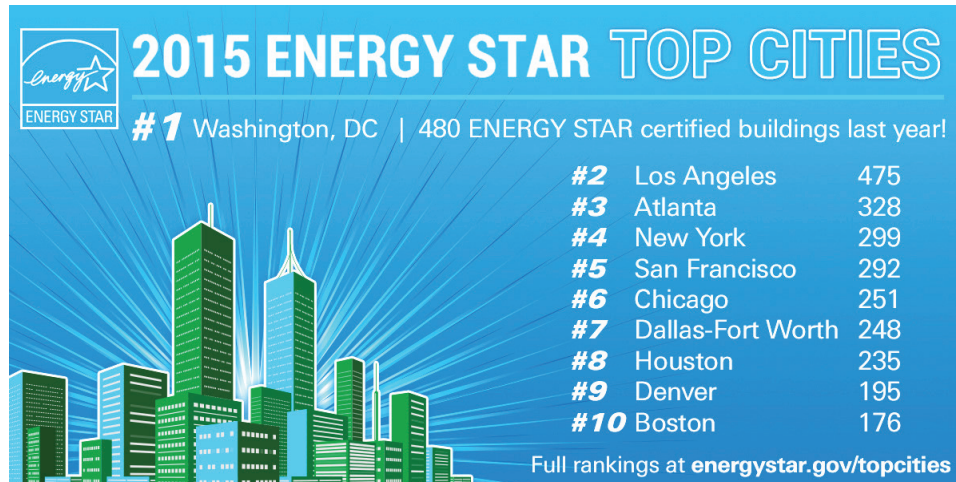 energy
ENERGY STAR
2015 ENERGY STAR TOP CITIES
#1 Washington, DC | 480 ENERGY STAR certified buildings last year!
#2 Los Angeles 475
#3 Atlanta 328
#4 New York 299
#5 San Francisco 292
#6 Chicago 251
#7 Dallas-Fort Worth 248
#8 Houston 235
#9 Denver 195
#10 Boston 176
Full rankings at energystar.gov/topcities